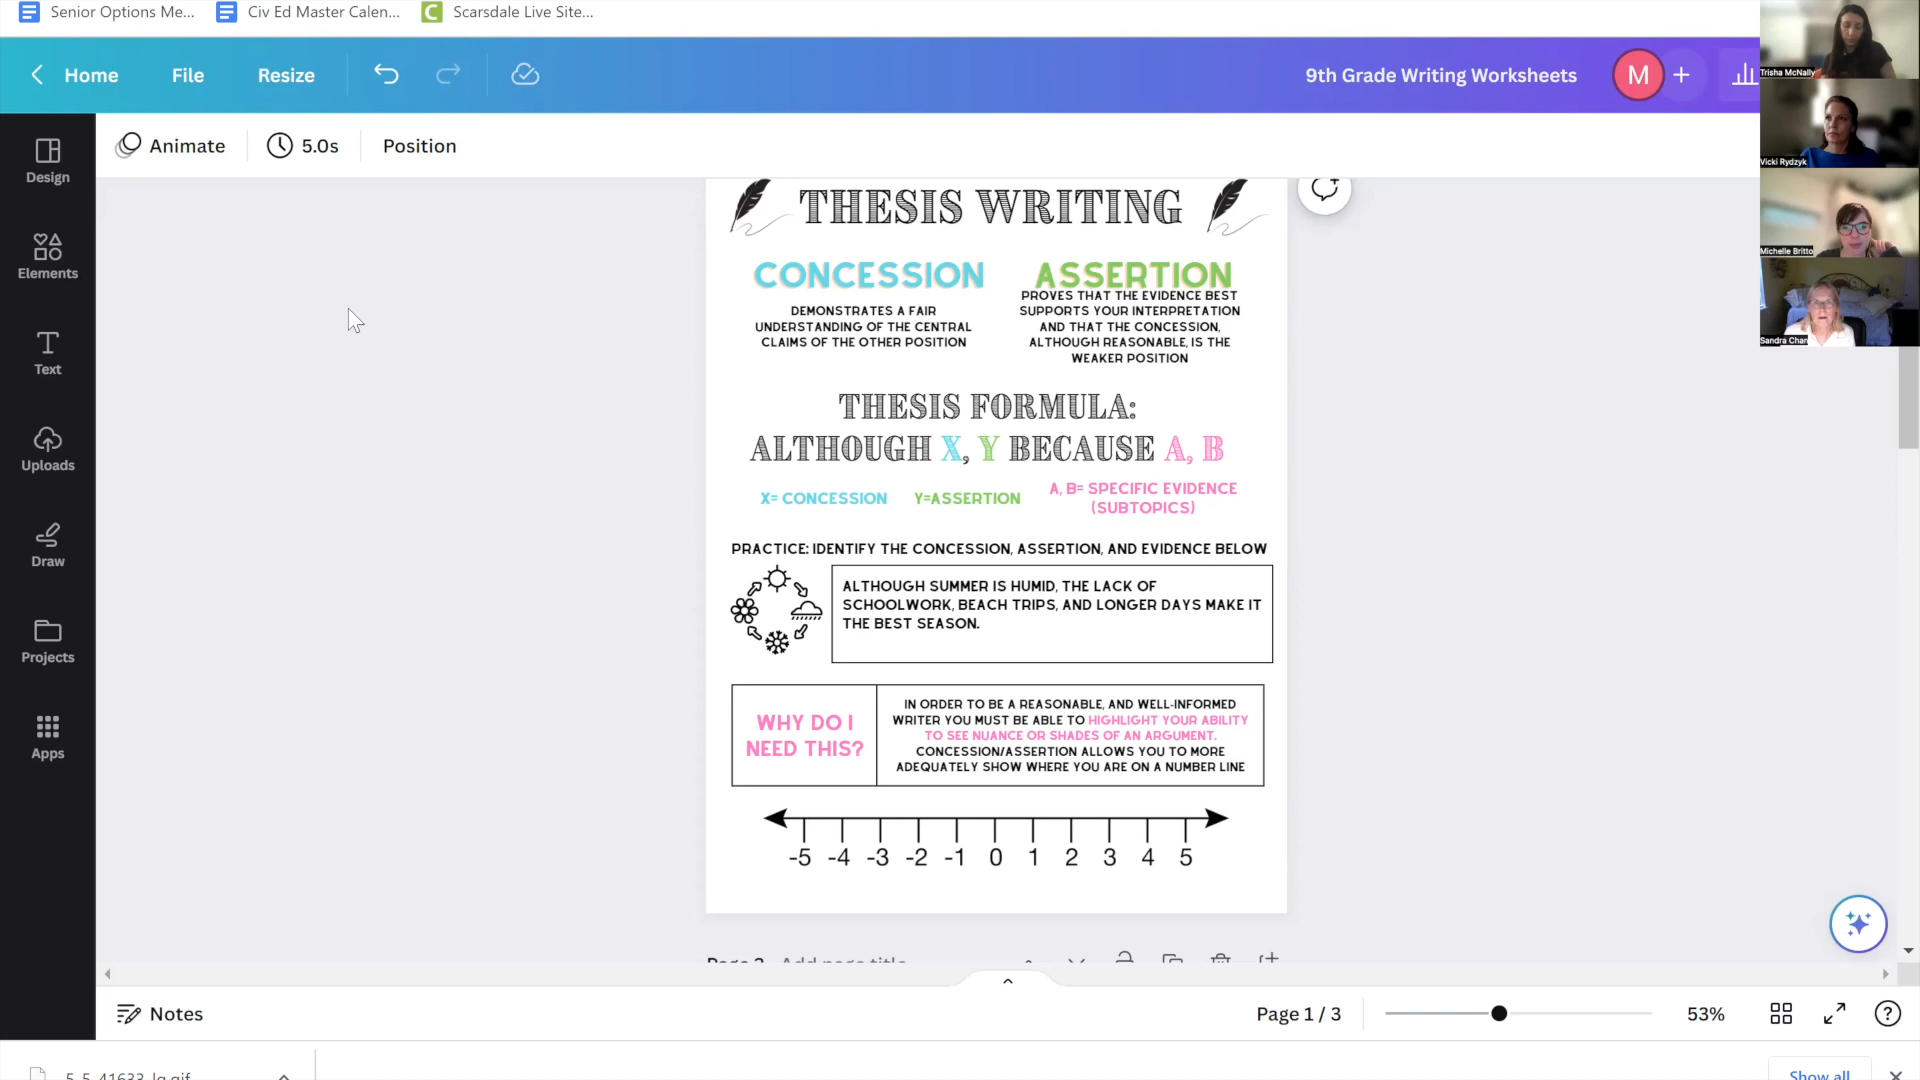 Senior Options Me...
Civ Ed Master Calen...
Scarsdale Live Site...
Home
File
Resize
9th Grade Writing Worksheets
M
Trisha McNally
Vicki Rydzyk
Michelle Britto
Sandra Chan
Animate
5.0s
Position
Design
Elements
Text
Uploads
Draw
Projects
Apps
THESIS WRITING
CONCESSION
DEMONSTRATES A FAIR
UNDERSTANDING OF THE CENTRAL
CLAIMS OF THE OTHER POSITION
ASSERTION
PROVES THAT THE EVIDENCE BEST
SUPPORTS YOUR INTERPRETATION
AND THAT THE CONCESSION,
ALTHOUGH REASONABLE, IS THE
WEAKER POSITION
THESIS FORMULA:
ALTHOUGH X, Y BECAUSE A, B
X= CONCESSION
Y=ASSERTION
A, B= SPECIFIC EVIDENCE
(SUBTOPICS)
PRACTICE: IDENTIFY THE CONCESSION, ASSERTION, AND EVIDENCE BELOW
ALTHOUGH SUMMER IS HUMID, THE LACK OF
SCHOOLWORK, BEACH TRIPS, AND LONGER DAYS MAKE IT
THE BEST SEASON.
WHY DO I
NEED THIS?
IN ORDER TO BE A REASONABLE, AND WELL-INFORMED
WRITER YOU MUST BE ABLE TO HIGHLIGHT YOUR ABILITY
TO SEE NUANCE OR SHADES OF AN ARGUMENT.
CONCESSION/ASSERTION ALLOWS YOU TO MORE
ADEQUATELY SHOW WHERE YOU ARE ON A NUMBER LINE
-5 -4 -3 -2 -1 0 1 2 3 4 5
Add page title
Notes
Page 1 / 3
53%
Show all